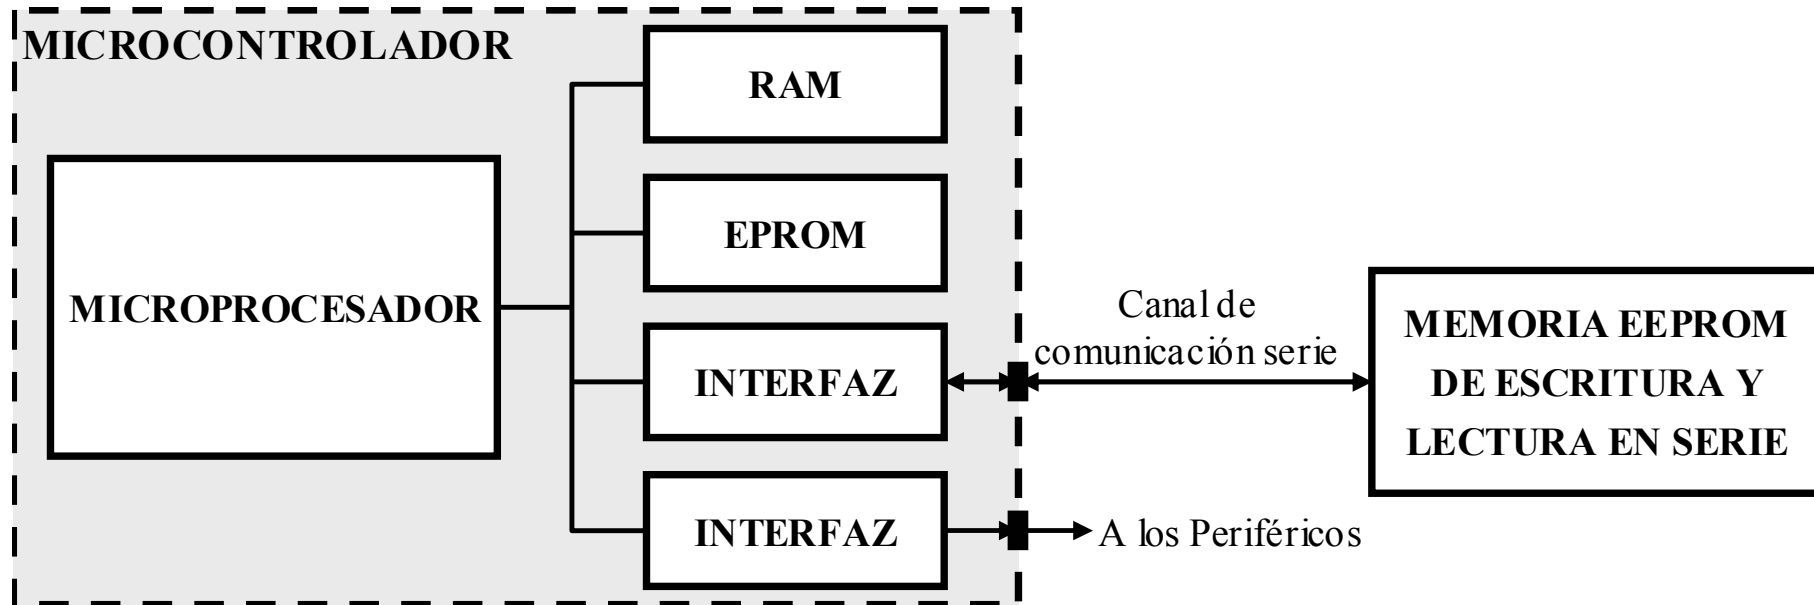 MICROCONTROLADOR
RAM
EPROM
MICROPROCESADOR
INTERFAZ
INTERFAZ
Canal de
comunicación serie
A los Periféricos
MEMORIA EEPROM
DE ESCRITURA Y
LECTURA EN SERIE